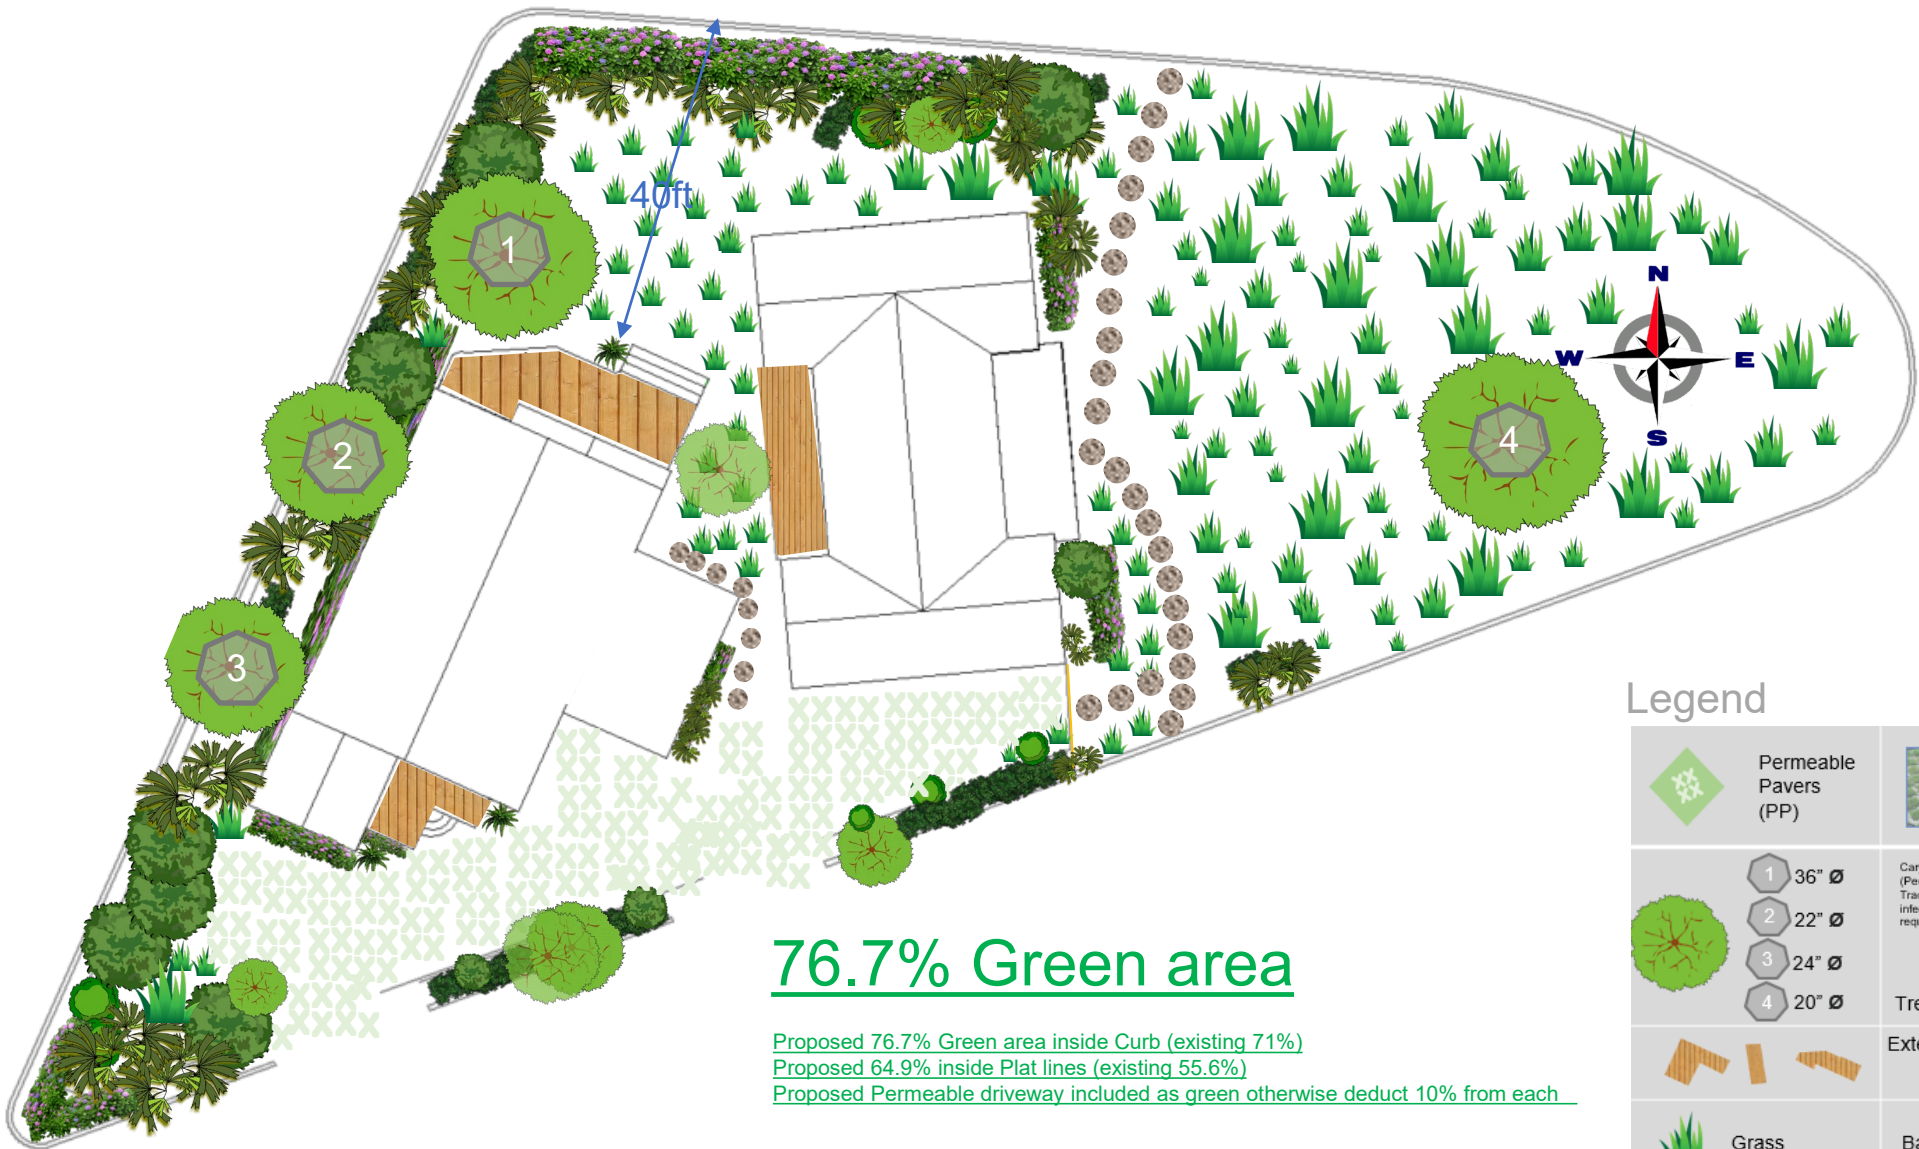 40ft
1
2
3
4
N
W
E
S
Legend
Permeable
Pavers
(PP)
1 36" Ø
2 22" Ø
3 24" Ø
4 20" Ø
Grass
76.7% Green area
Proposed 76.7% Green area inside Curb (existing 71%)
Proposed 64.9% inside Plat lines (existing 55.6%)
Proposed Permeable driveway included as green otherwise deduct 10% from each